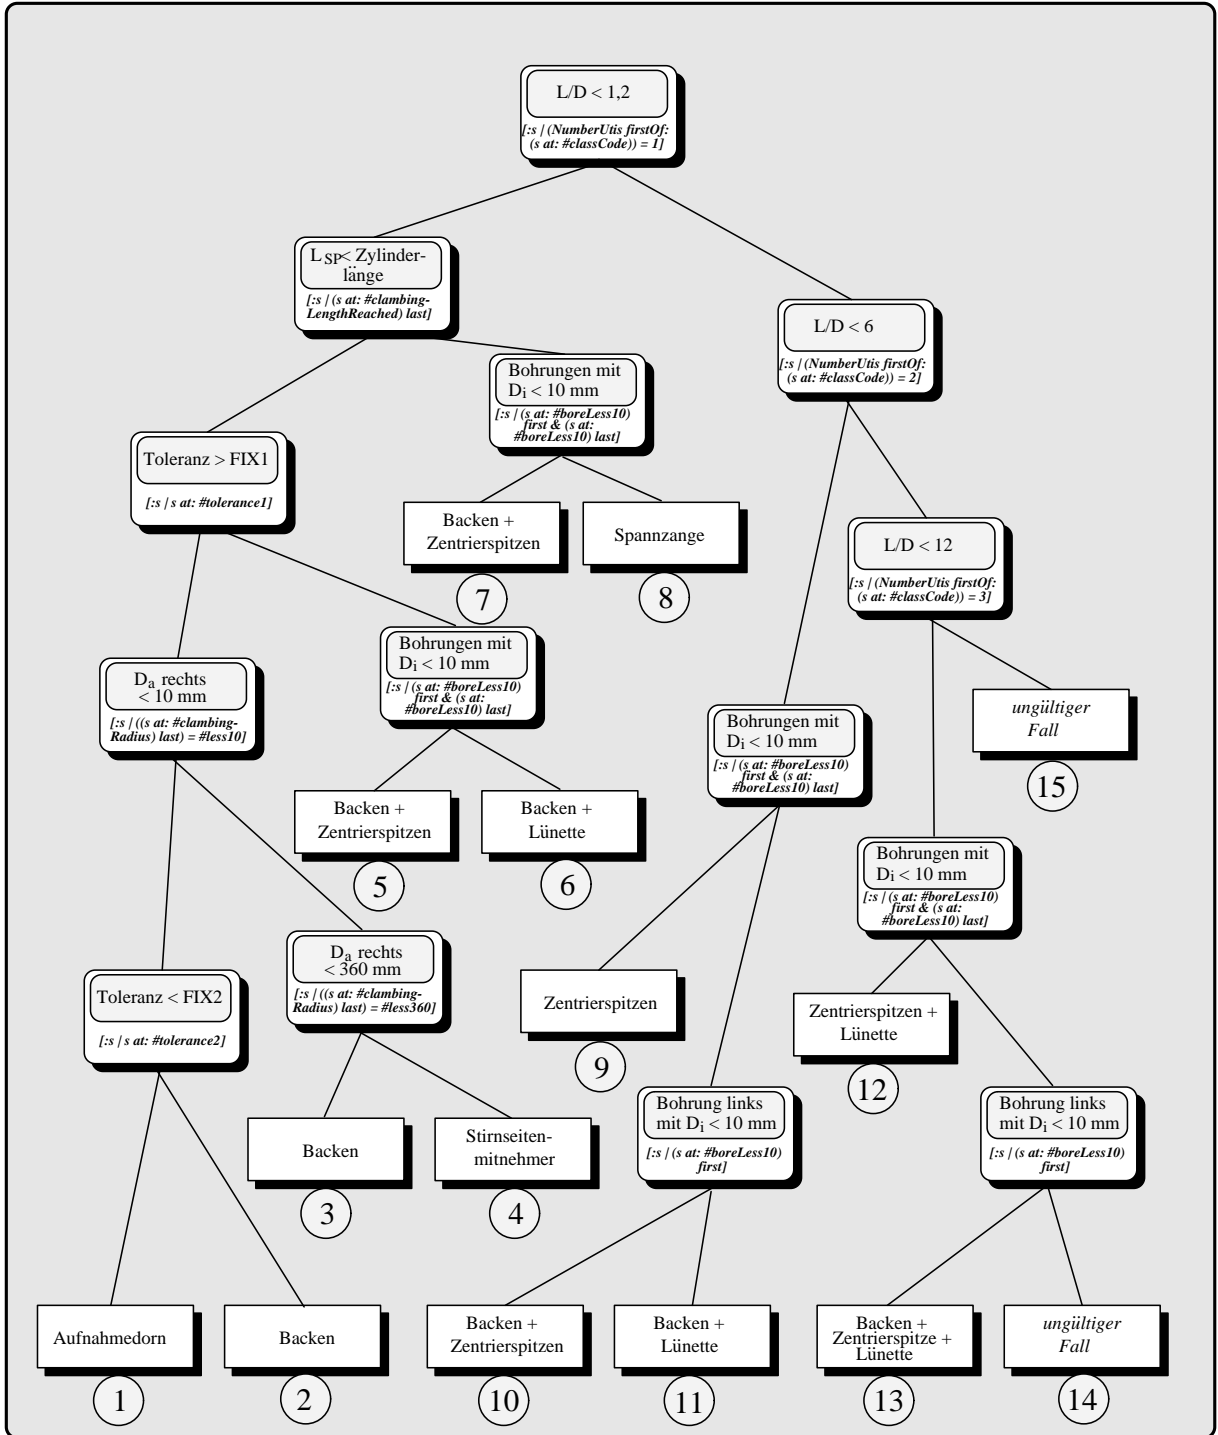 L/D < 1,2
[:s | (NumberUtis firstOf:
(s at: #classCode)) = 1]
LSP< Zylinder-
länge
[:s | (s at: #clambing-
LengthReached) last]
L/D < 6
[:s | (NumberUtis firstOf:
(s at: #classCode)) = 2]
Bohrungen mit
Di < 10 mm
[:s | (s at: #boreLess10)
first & (s at:
#boreLess10) last]
Toleranz > FIX1
[:s | s at: #tolerance1]
Backen +
Zentrierspitzen
7
Spannzange
8
L/D < 12
[:s | (NumberUtis firstOf:
(s at: #classCode)) = 3]
Bohrungen mit
Di < 10 mm
[:s | (s at: #boreLess10)
first & (s at:
#boreLess10) last]
Da rechts
< 10 mm
[:s | ((s at: #clambing-
Radius) last) = #less10]
ungültiger
Fall
15
Bohrungen mit
Di < 10 mm
[:s | (s at: #boreLess10)
first & (s at:
#boreLess10) last]
Backen +
Zentrierspitzen
5
Backen +
Lünette
6
Bohrungen mit
Di < 10 mm
[:s | (s at: #boreLess10)
first & (s at:
#boreLess10) last]
Da rechts
< 360 mm
[:s | ((s at: #clambing-
Radius) last) = #less360]
Toleranz < FIX2
[:s | s at: #tolerance2]
Zentrierspitzen
9
Zentrierspitzen +
Lünette
12
Backen
3
Stirnseiten-
mitnehmer
4
Bohrung links
mit Di < 10 mm
[:s | (s at: #boreLess10)
first]
Bohrung links
mit Di < 10 mm
[:s | (s at: #boreLess10)
first]
Aufnahmedorn
1
Backen
2
Backen +
Zentrierspitzen
10
Backen +
Lünette
11
Backen +
Zentrierspitze +
Lünette
13
ungültiger
Fall
14